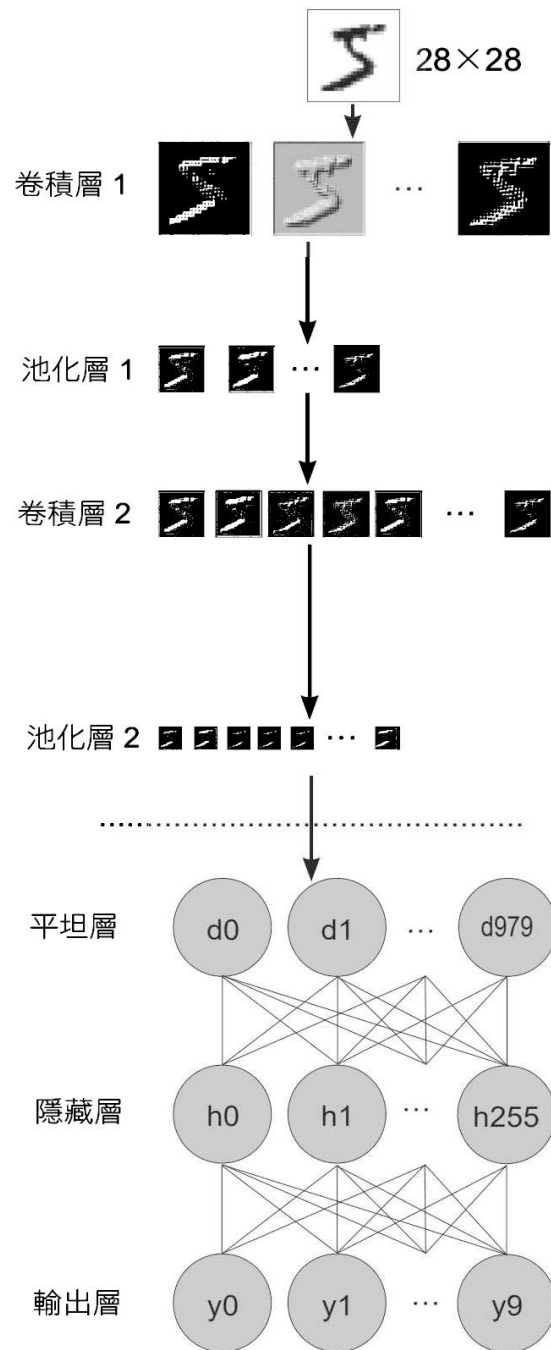 28×28
卷積層 1
...
池化層 1
...
卷積層 2
...
池化層 2
...
平坦層
d0 d1 ... d979
隱藏層
h0 h1 ... h255
輸出層
y0 y1 ... y9